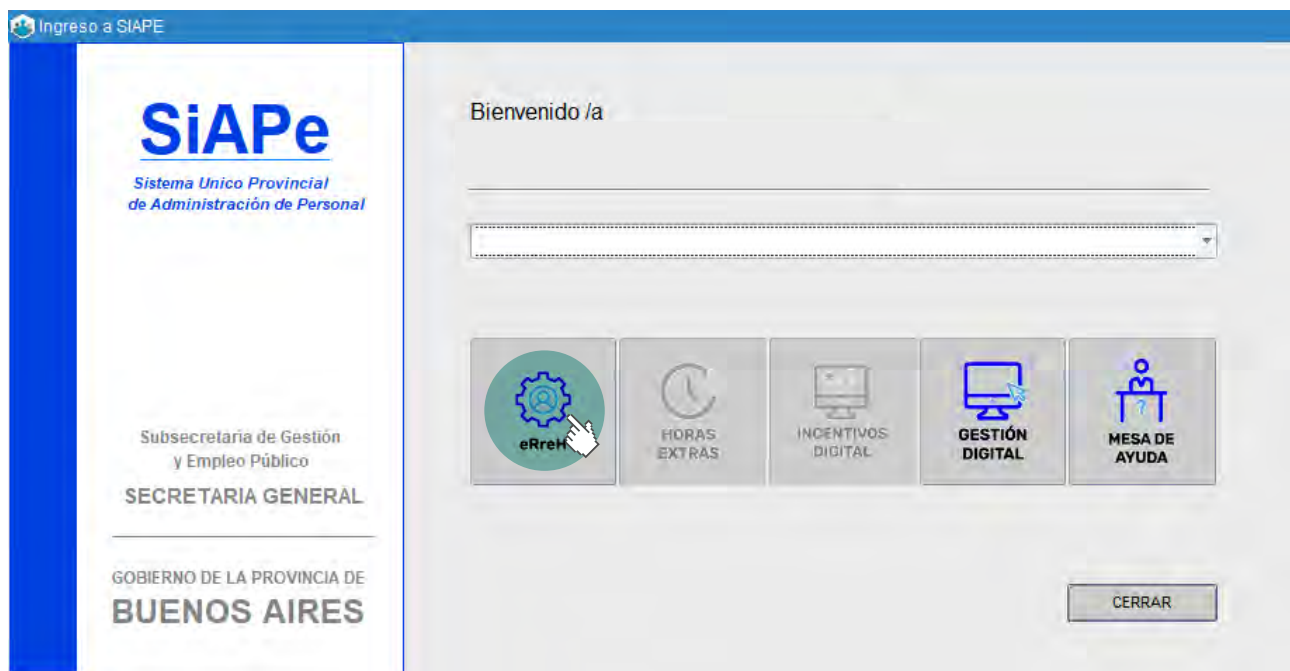 Ingreso a SIAPE
SiAPe
Sistema Unico Provincial
de Administración de Personal
Subsecretaria de Gestión
y Empleo Público
SECRETARIA GENERAL
GOBIERNO DE LA PROVINCIA DE
BUENOS AIRES
Bienvenido /a
eRreH
HORAS
EXTRAS
INCENTIVOS
DIGITAL
GESTIÓN
DIGITAL
?
MESA DE
AYUDA
CERRAR